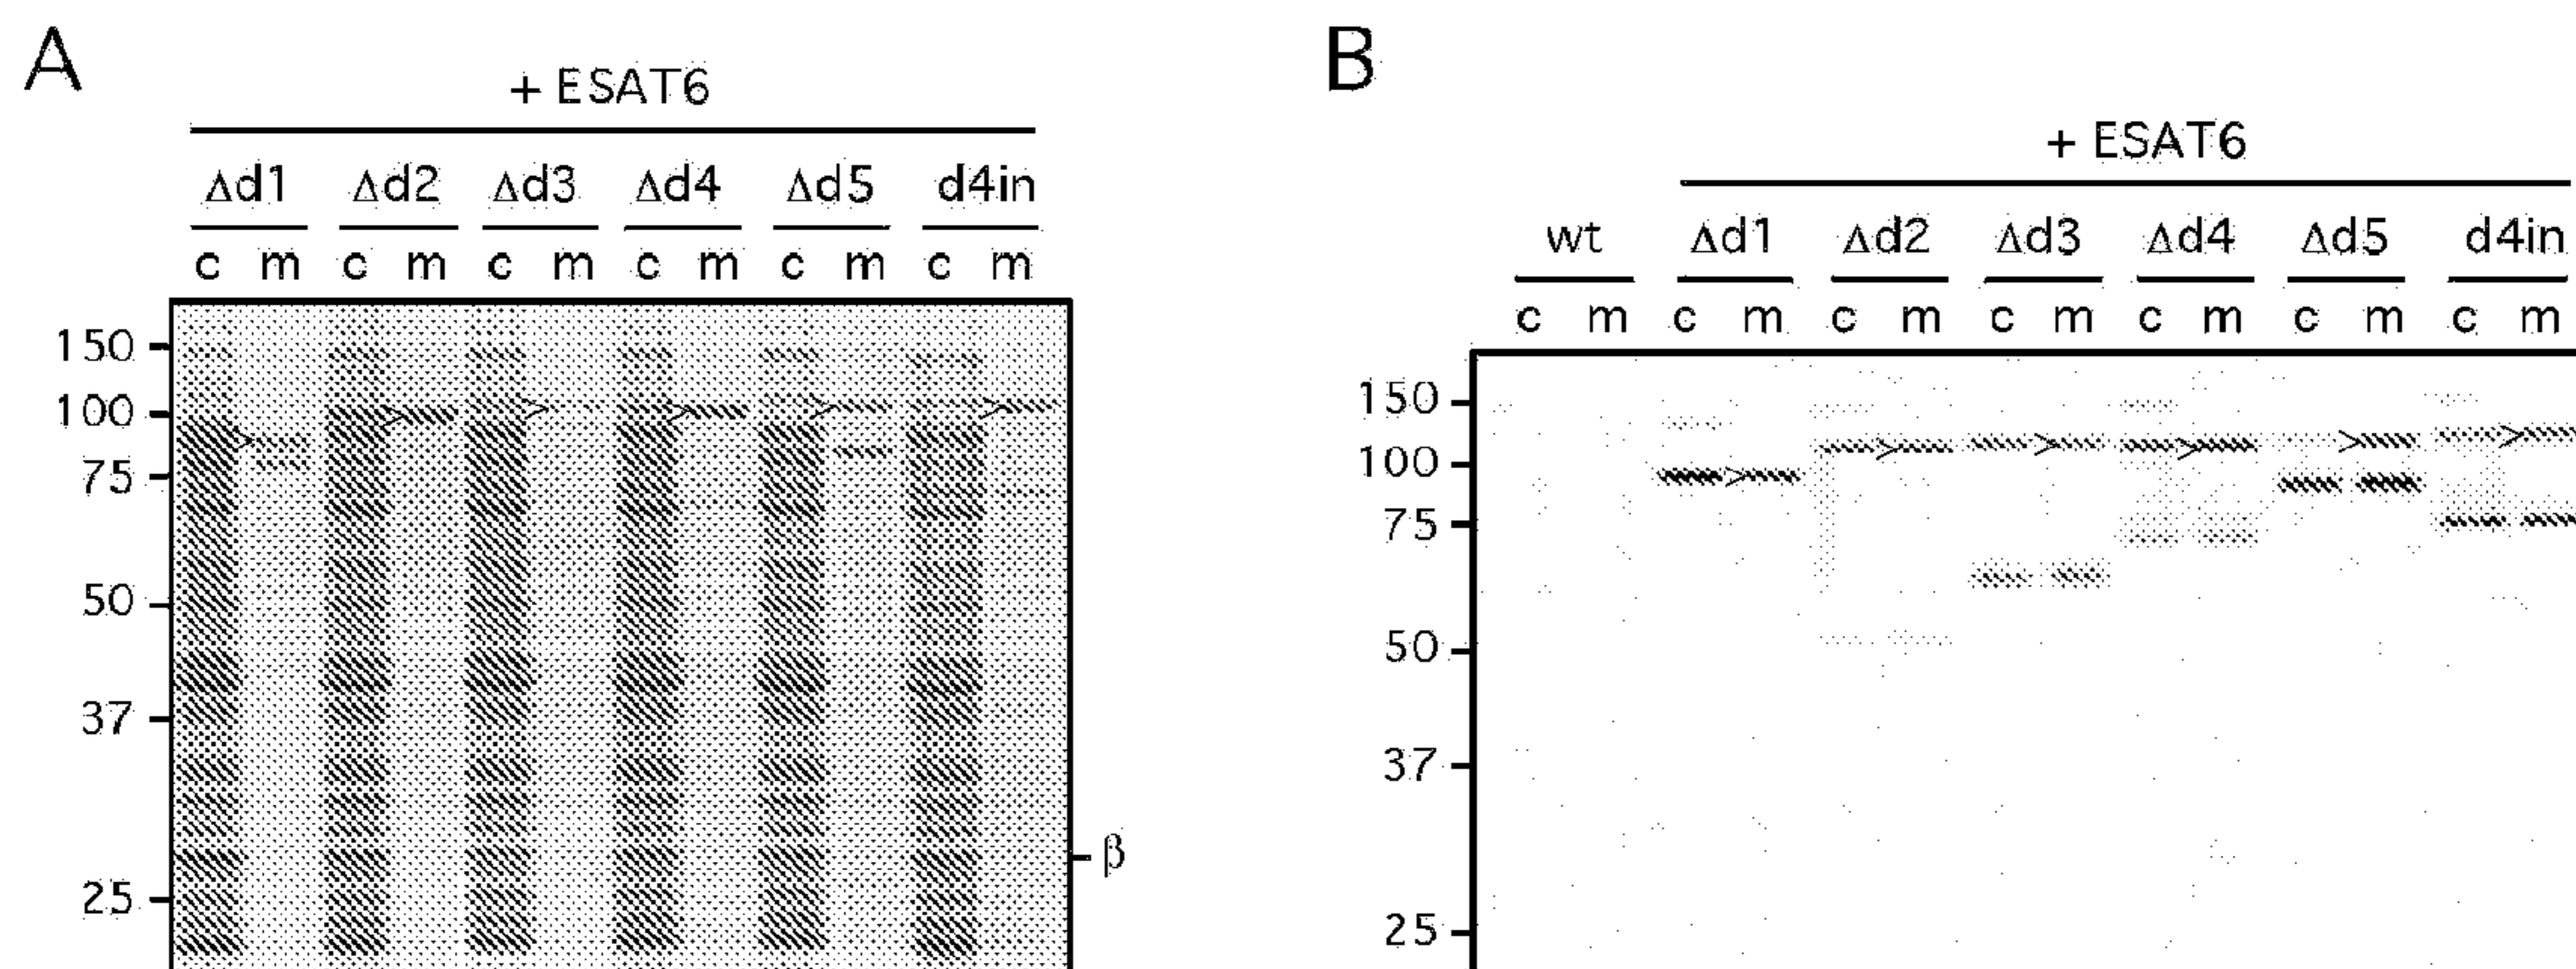 A
+ ESAT6
Δd1 Δd2 Δd3 Δd4 Δd5 d4in
c m c m c m c m c m c m
150
100
75
50
37
β
25
B
+ ESAT6
wt Δd1 Δd2 Δd3 Δd4 Δd5 d4in
c m c m c m c m c m c m c m
150
100
75
50
37
25